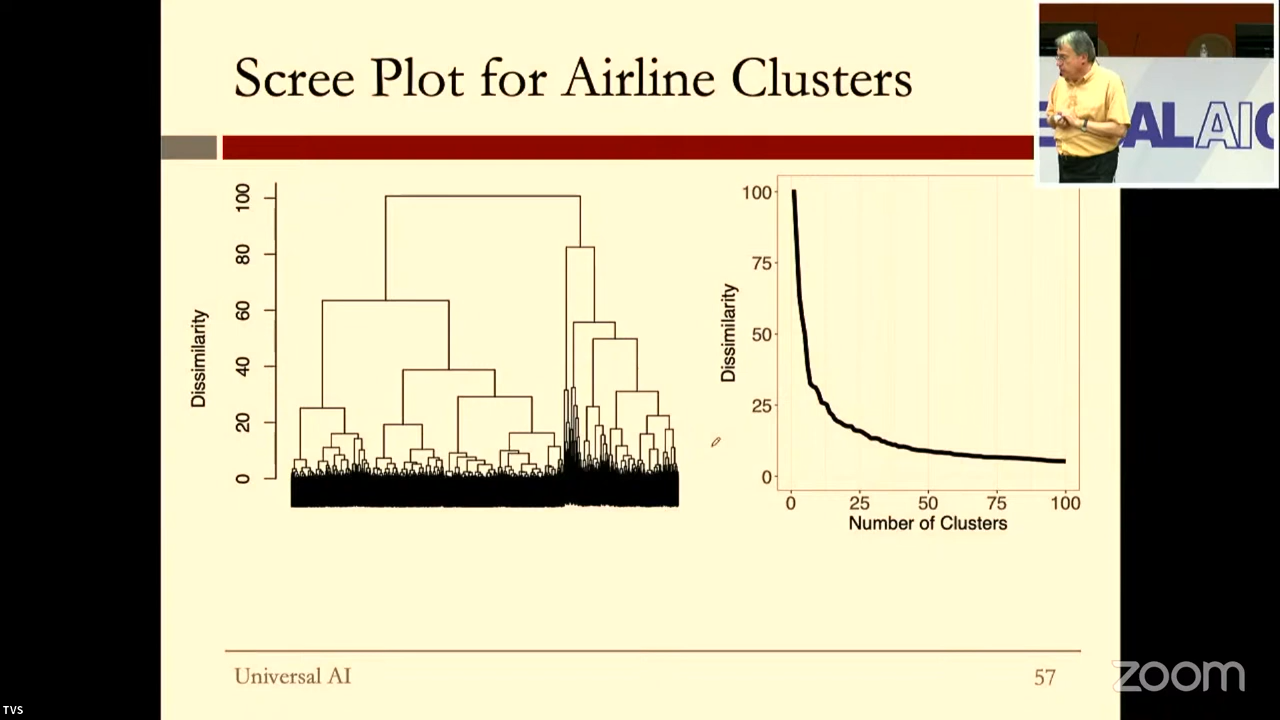 Scree Plot for Airline Clusters
ALAI
Dissimilarity
100
80
60
40
20
0
Dissimilarity
100
75
50
25
0
0 25 50 75 100
Number of Clusters
Universal AI
57
zoom
TVS